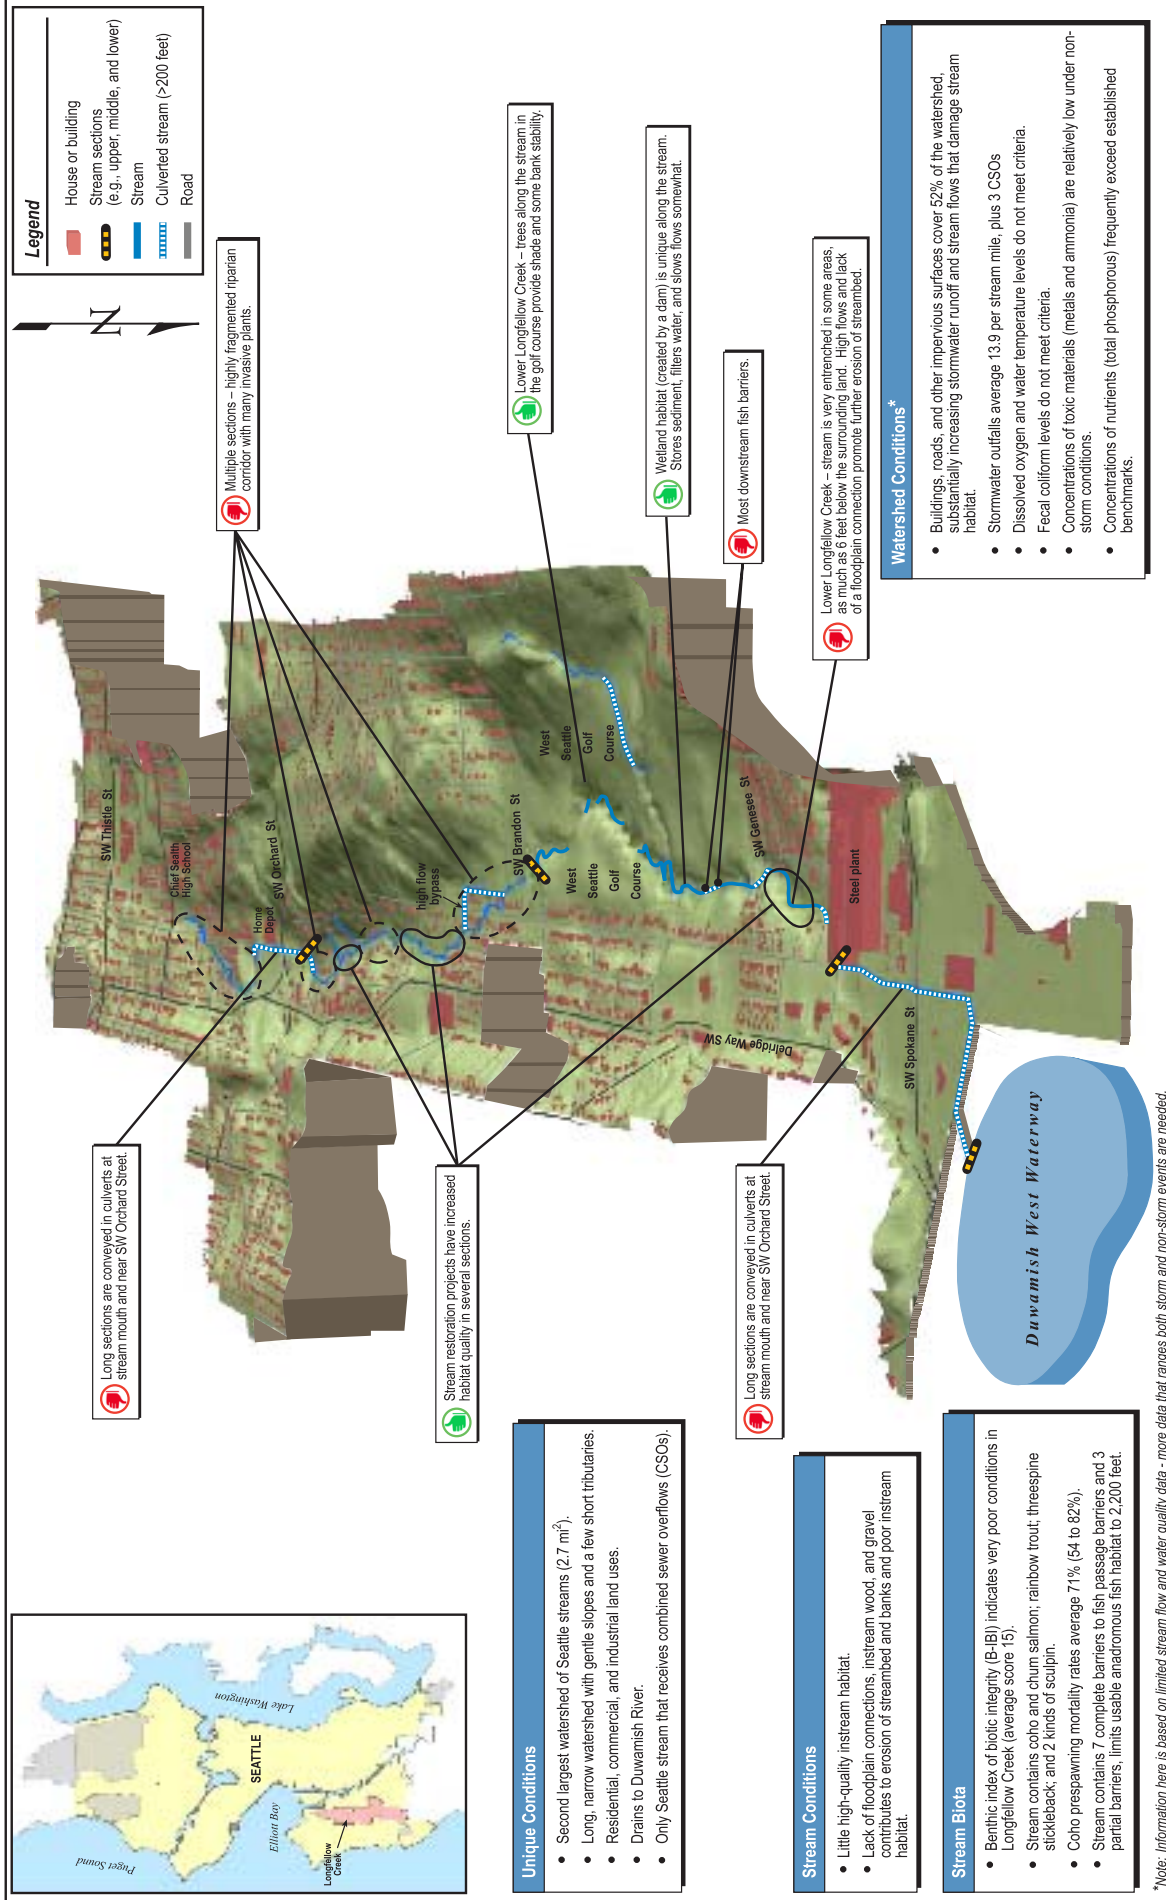 Puget Sound
Elliott Bay
Lake Washington
SEATTLE
Longfellow
Creek
Legend
House or building
Stream sections
(e.g., upper, middle, and lower)
Stream
Culverted stream (>200 feet)
Road
N
Long sections are conveyed in culverts at
stream mouth and near SW Orchard Street.
Multiple sections – highly fragmented riparian
corridor with many invasive plants.
Stream restoration projects have increased
habitat quality in several sections.
Lower Longfellow Creek – trees along the stream in
the golf course provide shade and some bank stability.
Wetland habitat (created by a dam) is unique along the stream.
Stores sediment, filters water, and slows flows somewhat.
Most downstream fish barriers.
Long sections are conveyed in culverts at
stream mouth and near SW Orchard Street.
Lower Longfellow Creek – stream is very entrenched in some areas,
as much as 6 feet below the surrounding land. High flows and lack
of a floodplain connection promote further erosion of streambed.
SW Thistle St
Chief Sealth
High School
Home
Depot
SW Orchard St
high flow
bypass
SW Brandon St
West
Seattle
Golf
Course
West
Seattle
Golf
Course
SW Genesee St
Delridge Way SW
Steel plant
SW Spokane St
Duwamish West Waterway
Unique Conditions
• Second largest watershed of Seattle streams (2.7 mi²).
• Long, narrow watershed with gentle slopes and a few short tributaries.
• Residential, commercial, and industrial land uses.
• Drains to Duwamish River.
• Only Seattle stream that receives combined sewer overflows (CSOs).
Stream Conditions
• Little high-quality instream habitat.
• Lack of floodplain connections, instream wood, and gravel
contributes to erosion of streambed and banks and poor instream
habitat.
Stream Biota
• Benthic index of biotic integrity (B-IBI) indicates very poor conditions in
Longfellow Creek (average score 15).
• Stream contains coho and chum salmon; rainbow trout; threespine
stickleback; and 2 kinds of sculpin.
• Coho prespawning mortality rates average 71% (54 to 82%).
• Stream contains 7 complete barriers to fish passage barriers and 3
partial barriers, limits usable anadromous fish habitat to 2,200 feet.
Watershed Conditions*
• Buildings, roads, and other impervious surfaces cover 52% of the watershed,
substantially increasing stormwater runoff and stream flows that damage stream
habitat.
• Stormwater outfalls average 13.9 per stream mile, plus 3 CSOs
• Dissolved oxygen and water temperature levels do not meet criteria.
• Fecal coliform levels do not meet criteria.
• Concentrations of toxic materials (metals and ammonia) are relatively low under non-
storm conditions.
• Concentrations of nutrients (total phosphorous) frequently exceed established
benchmarks.
*Note: Information here is based on limited stream flow and water quality data - more data that ranges both storm and non-storm events are needed.